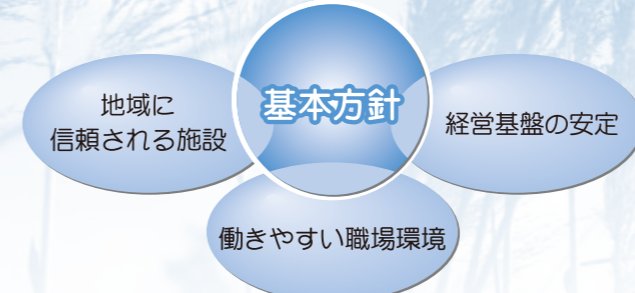 基本方針
地域に
信頼される施設
経営基盤の安定
働きやすい職場環境